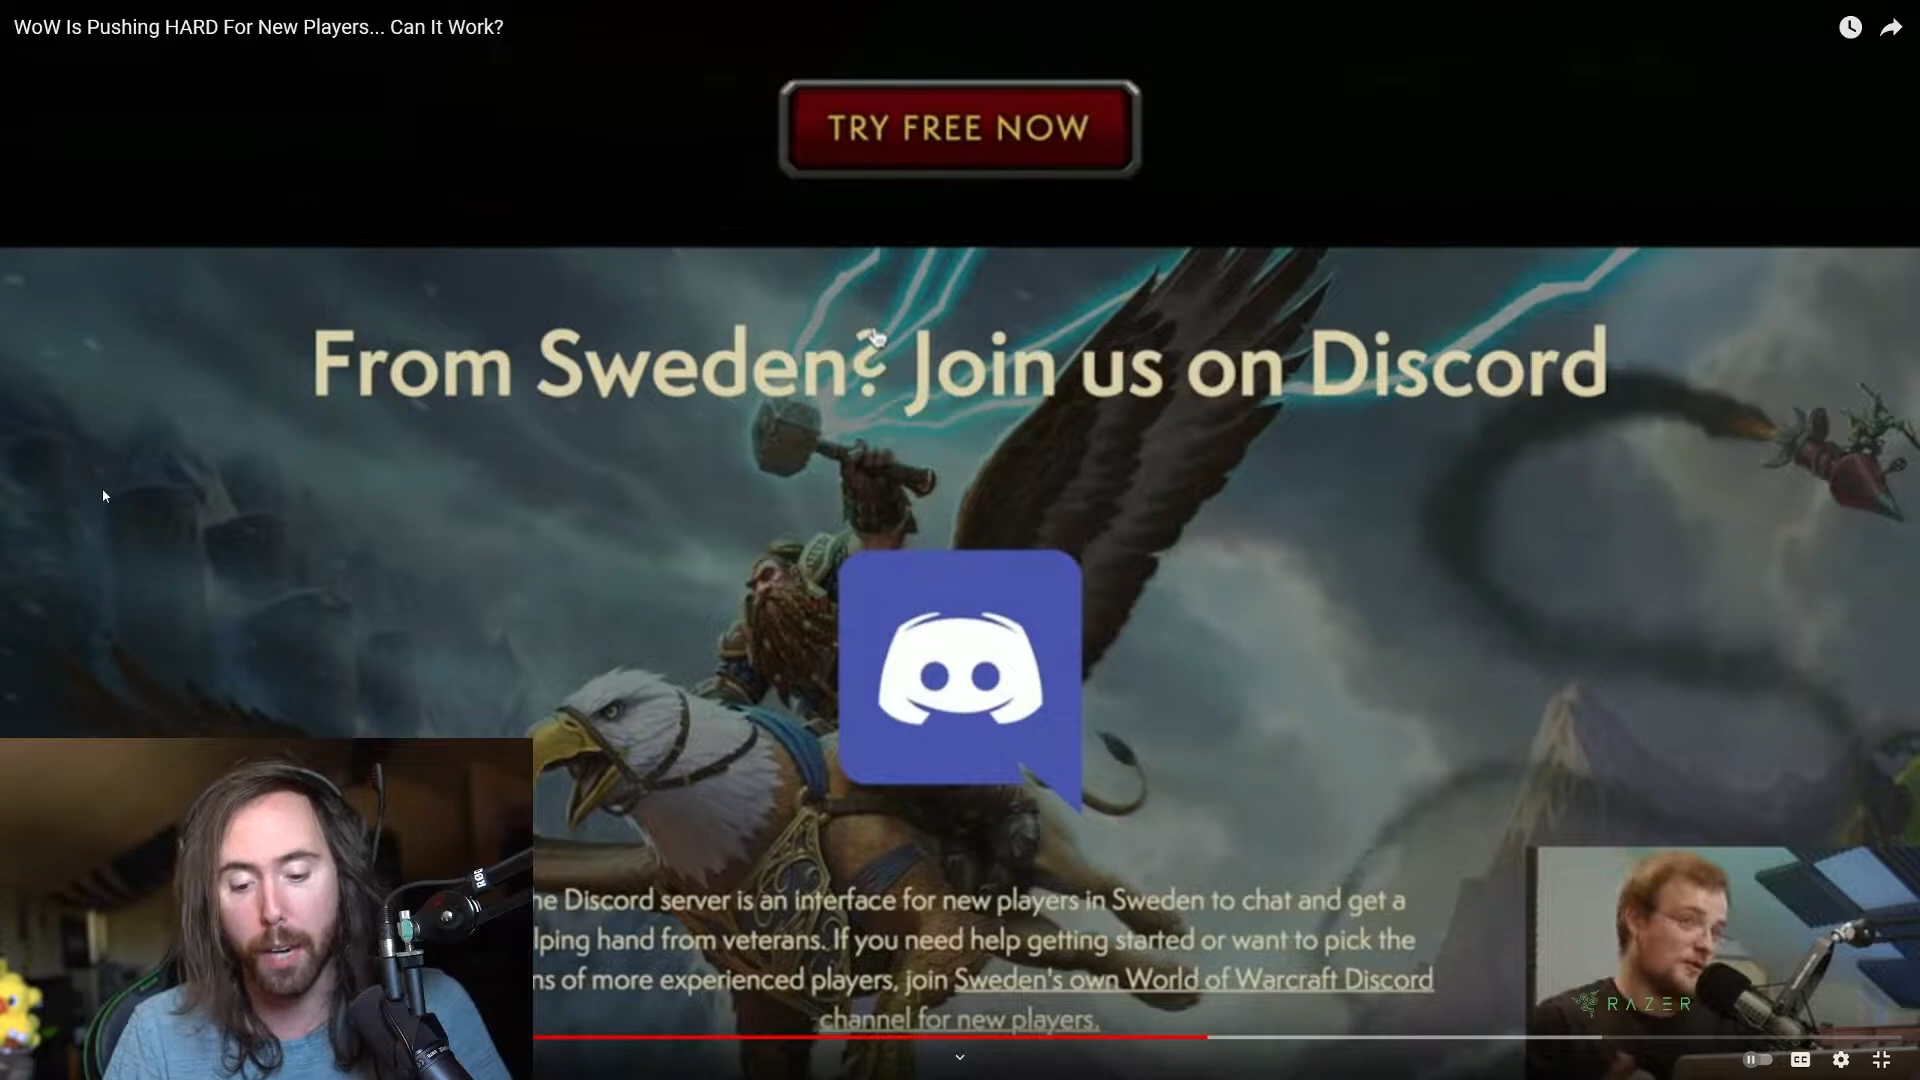 WoW Is Pushing HARD For New Players... Can It Work?
TRY FREE NOW
From Sweden? Join us on Discord
he Discord server is an interface for new players in Sweden to chat and get a
lping hand from veterans. If you need help getting started or want to pick the
ns of more experienced players, join Sweden's own World of Warcraft Discord
channel for new players.
RAZER
CC